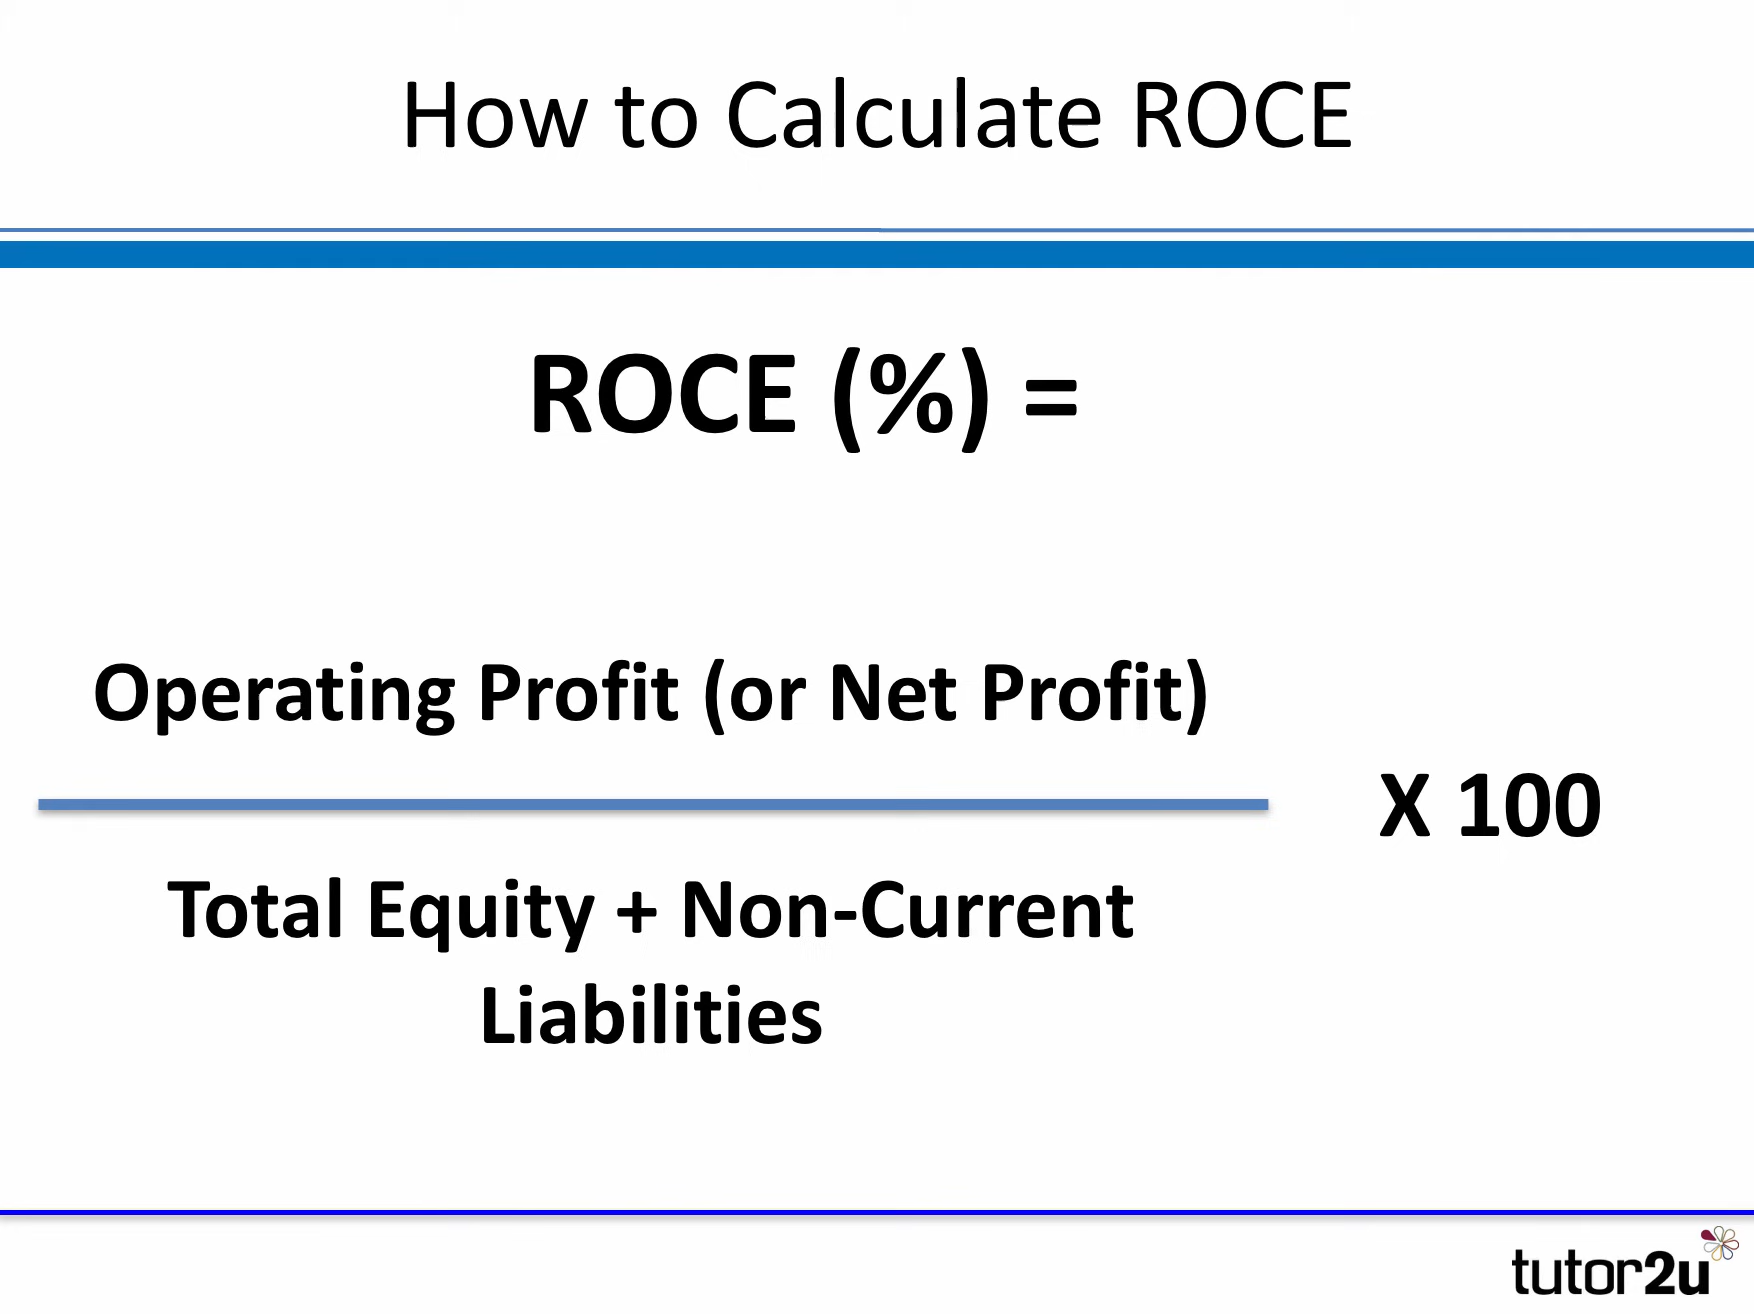 How to Calculate ROCE
ROCE (%) =
Operating Profit (or Net Profit)
X 100
Total Equity + Non-Current
Liabilities
tutor2u